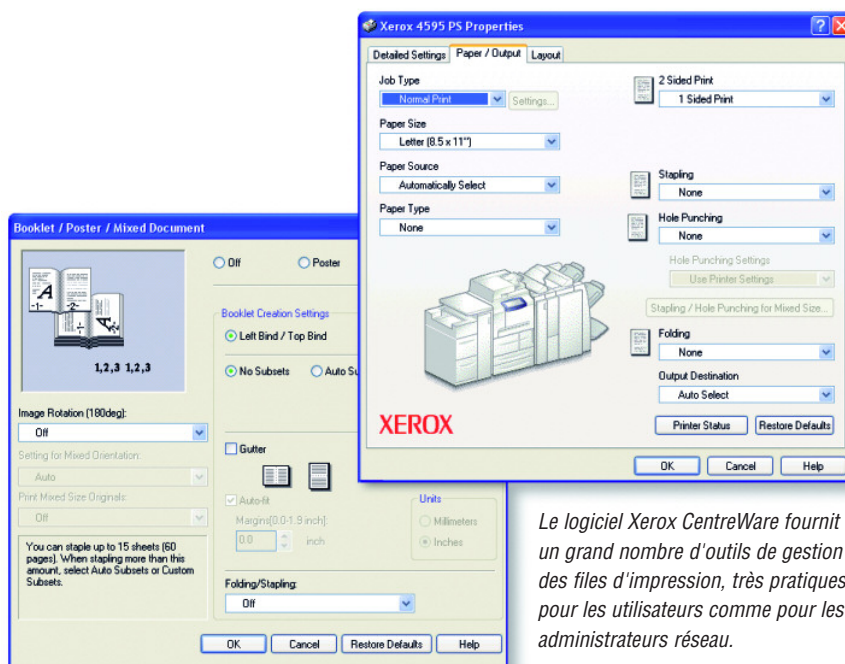 Xerox 4595 PS Properties
Detailed Settings Paper / Output Layout
Job Type
Normal Print Settings...
Paper Size
Letter (8.5 x 11")
Paper Source
Automatically Select
Paper Type
None
2 Sided Print
1 Sided Print
Stapling
None
Hole Punching
None
Hole Punching Settings
Use Printer Settings
Stapling / Hole Punching for Mixed Size...
Folding
None
Output Destination
Auto Select
XEROX
Printer Status Restore Defaults
OK Cancel Help
Booklet / Poster / Mixed Document
Off Poster
1,2,3 1,2,3
Booklet Creation Settings
Left Bind / Top Bind
No Subsets Auto Su
Image Rotation (180deg):
Off
Setting for Mixed Orientation:
Auto
Print Mixed Size Originals:
Off
You can staple up to 15 sheets (60
pages). When stapling more than this
amount, select Auto Subsets or Custom
Subsets.
Gutter
Auto-fit
Margins[0.0-1.9 inch]:
0.0 inch
Units
Millimeters
Inches
Folding/Stapling:
Off
OK Cancel Restore Defaults Help
Le logiciel Xerox CentreWare fournit
un grand nombre d'outils de gestion
des files d'impression, très pratiques
pour les utilisateurs comme pour les
administrateurs réseau.